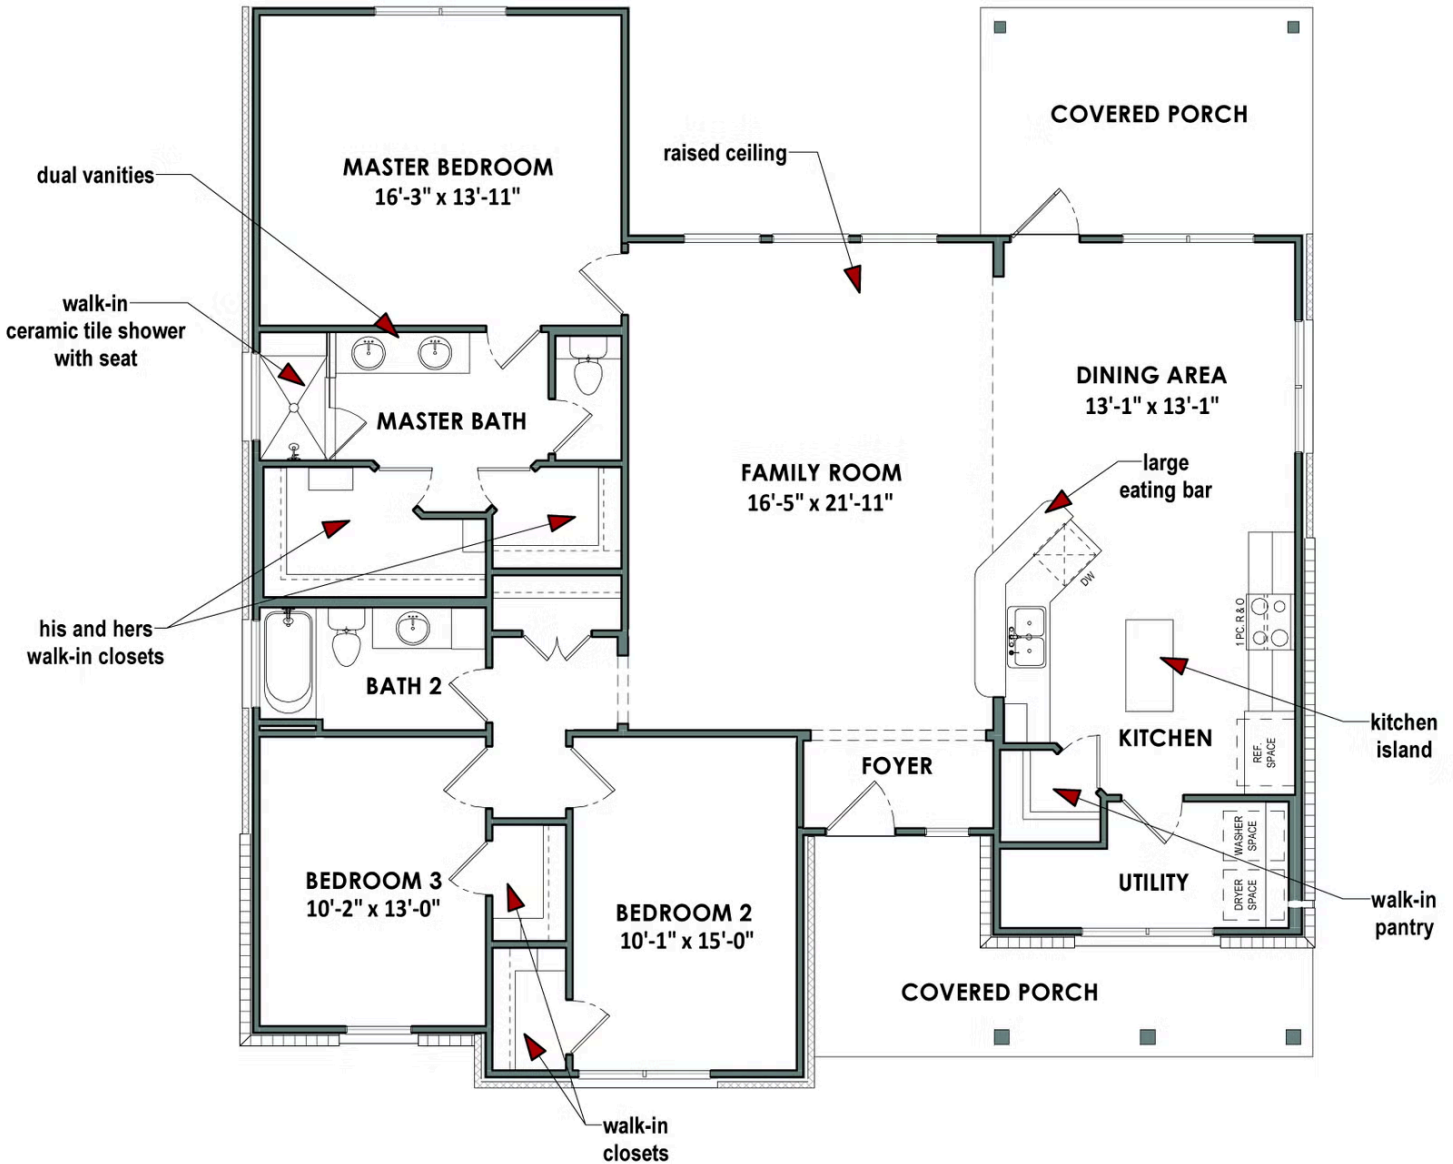 COVERED PORCH
raised ceiling
MASTER BEDROOM
16'-3" x 13'-11"
dual vanities
walk-in
ceramic tile shower
with seat
DINING AREA
13'-1" x 13'-1"
MASTER BATH
FAMILY ROOM
16'-5" x 21'-11"
large
eating bar
DW
1 PC. R & O
his and hers
walk-in closets
BATH 2
kitchen
island
KITCHEN
REF.
SPACE
FOYER
WASHER
SPACE
DRYER
SPACE
UTILITY
BEDROOM 3
10'-2" x 13'-0"
BEDROOM 2
10'-1" x 15'-0"
walk-in
pantry
COVERED PORCH
walk-in
closets